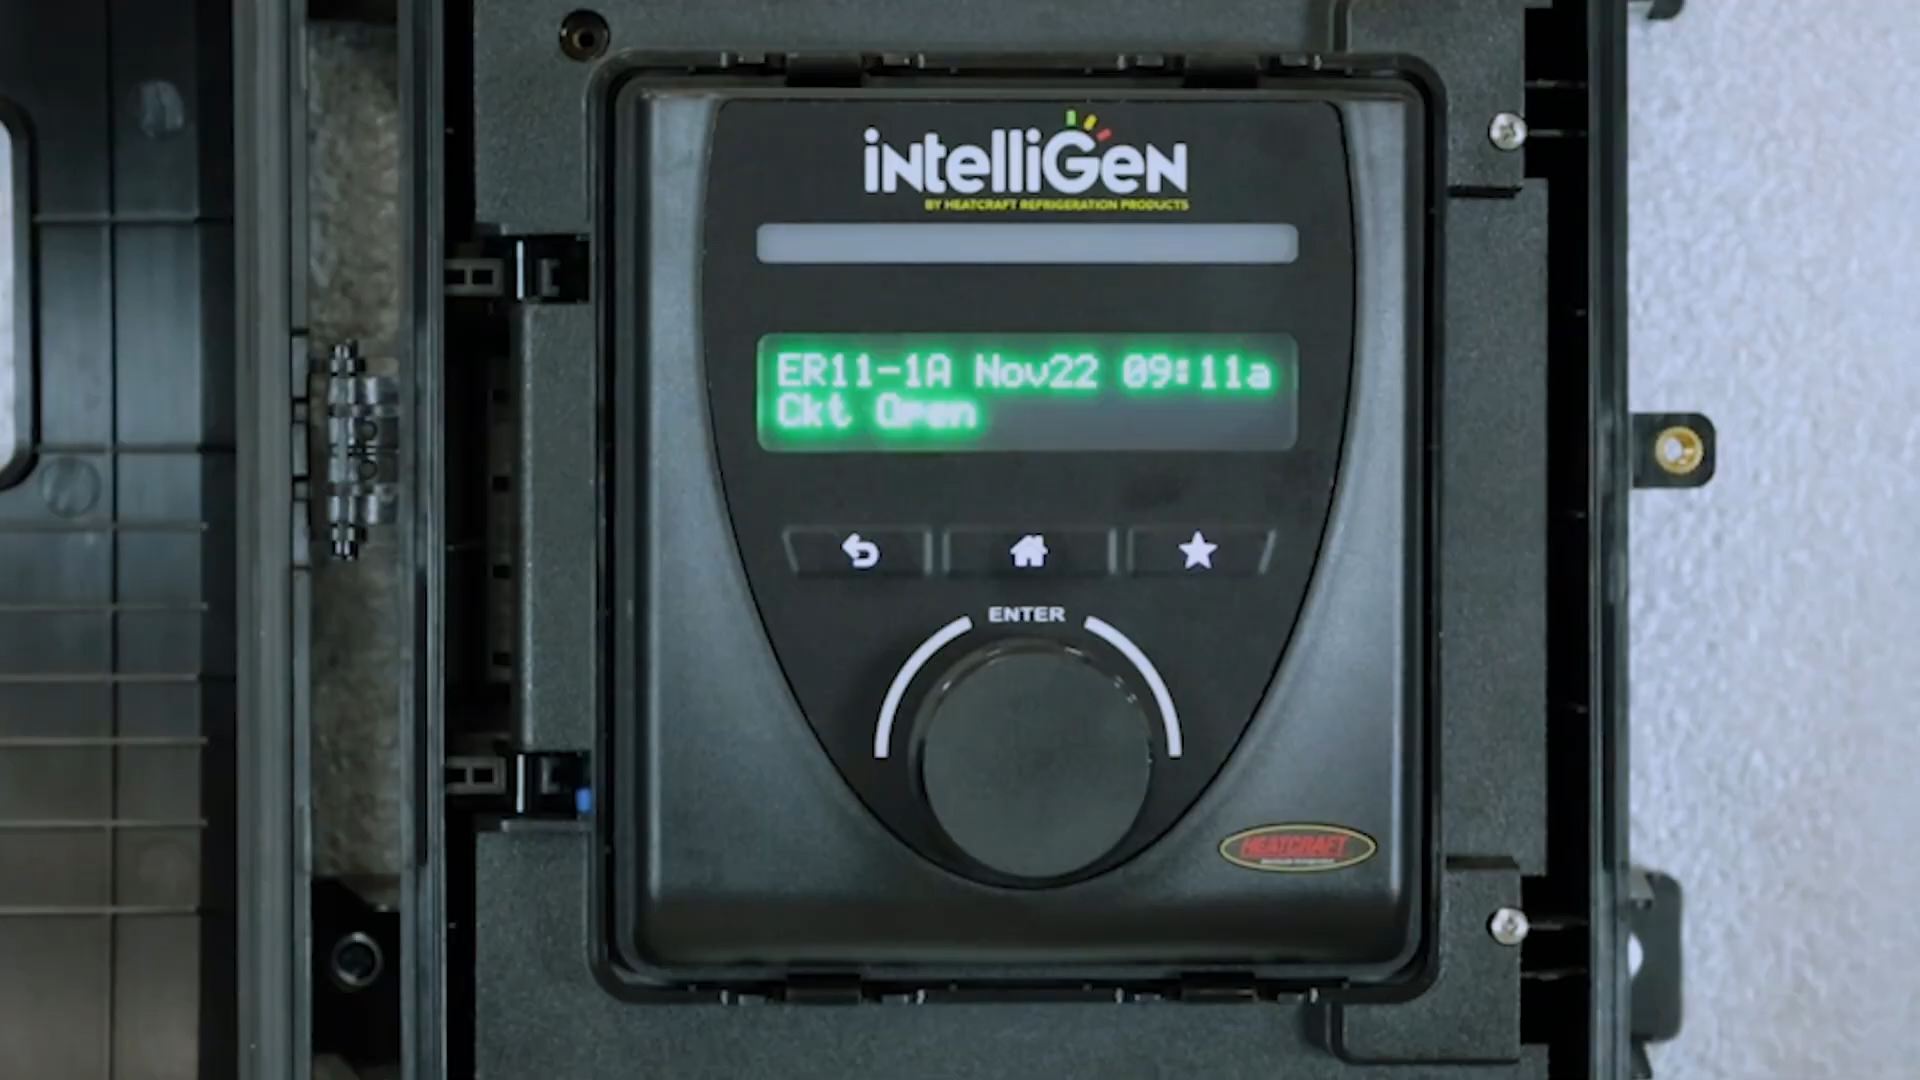 intelliGen
BY HEATCRAFT REFRIGERATION PRODUCTS
ER11-1A Nov22 09:11a
Ckt Open
ENTER
HEATCRAFT